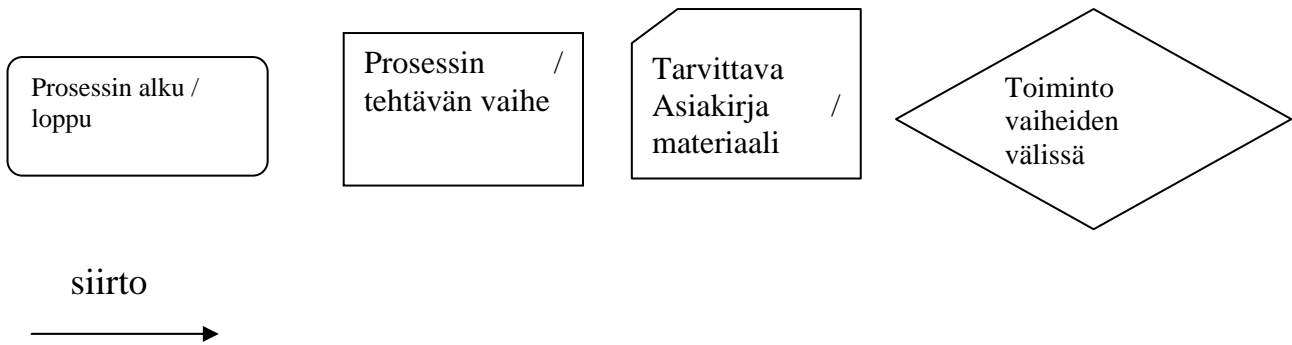 Prosessin alku /
loppu
Prosessin /
tehtävän vaihe
Tarvittava
Asiakirja /
materiaali
Toiminto
vaiheiden
välissä
siirto